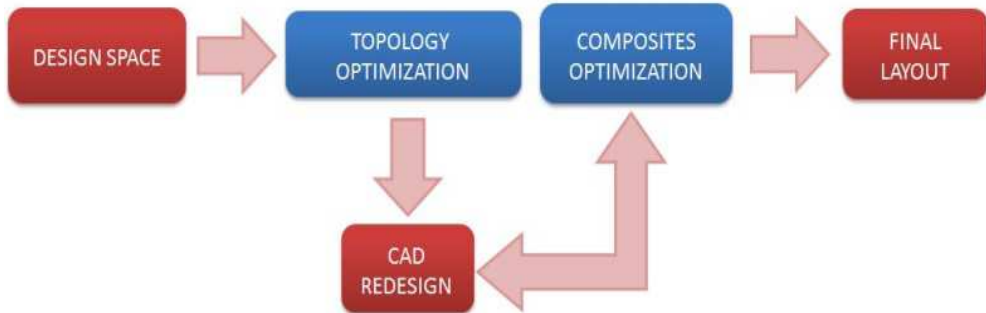 DESIGN SPACE
TOPOLOGY
OPTIMIZATION
COMPOSITES
OPTIMIZATION
FINAL
LAYOUT
CAD
REDESIGN